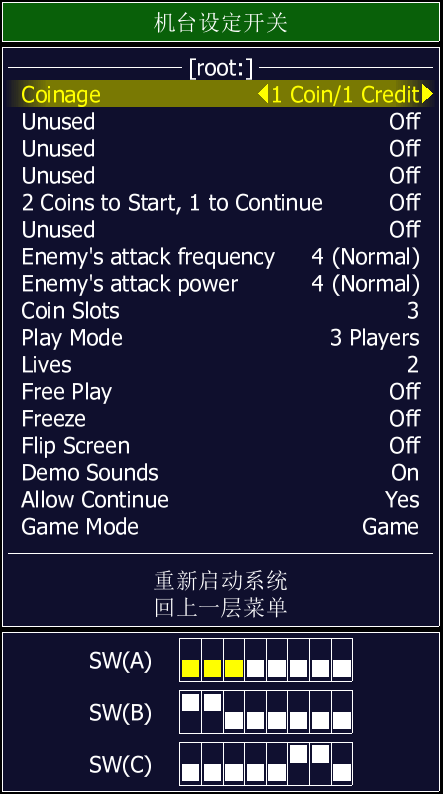 机台设定开关
[root:]
Coinage 1 Coin/1 Credit
Unused Off
Unused Off
Unused Off
2 Coins to Start, 1 to Continue Off
Unused Off
Enemy's attack frequency 4 (Normal)
Enemy's attack power 4 (Normal)
Coin Slots 3
Play Mode 3 Players
Lives 2
Free Play Off
Freeze Off
Flip Screen Off
Demo Sounds On
Allow Continue Yes
Game Mode Game
重新启动系统
回上一层菜单
SW(A)
SW(B)
SW(C)